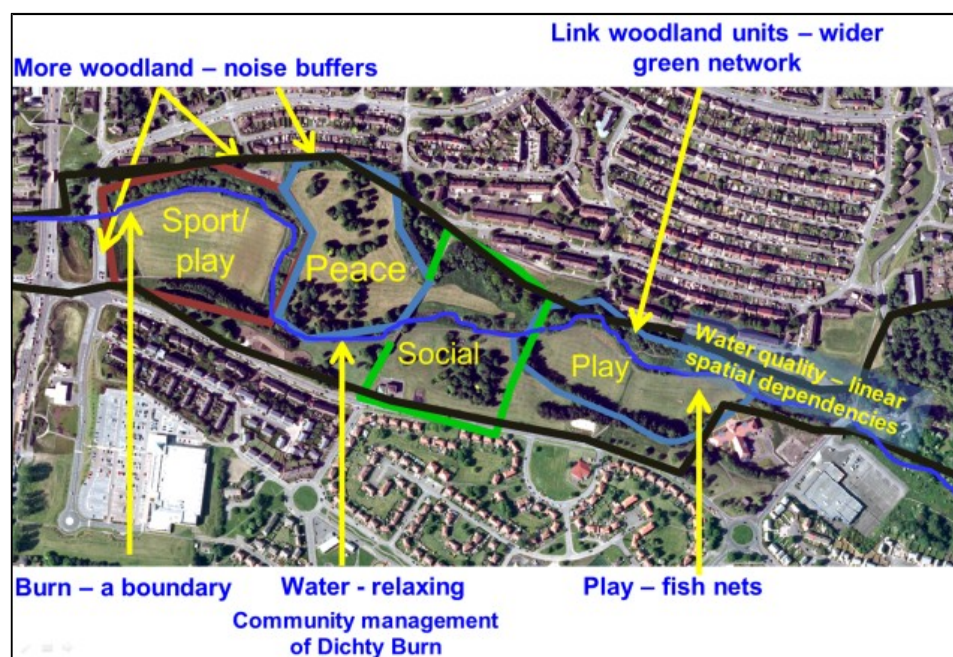 Link woodland units – wider
green network
More woodland – noise buffers
Sport/
play
Peace
Social
Play
Water quality – linear
spatial dependencies?
Burn – a boundary
Water - relaxing
Play – fish nets
Community management
of Dichty Burn